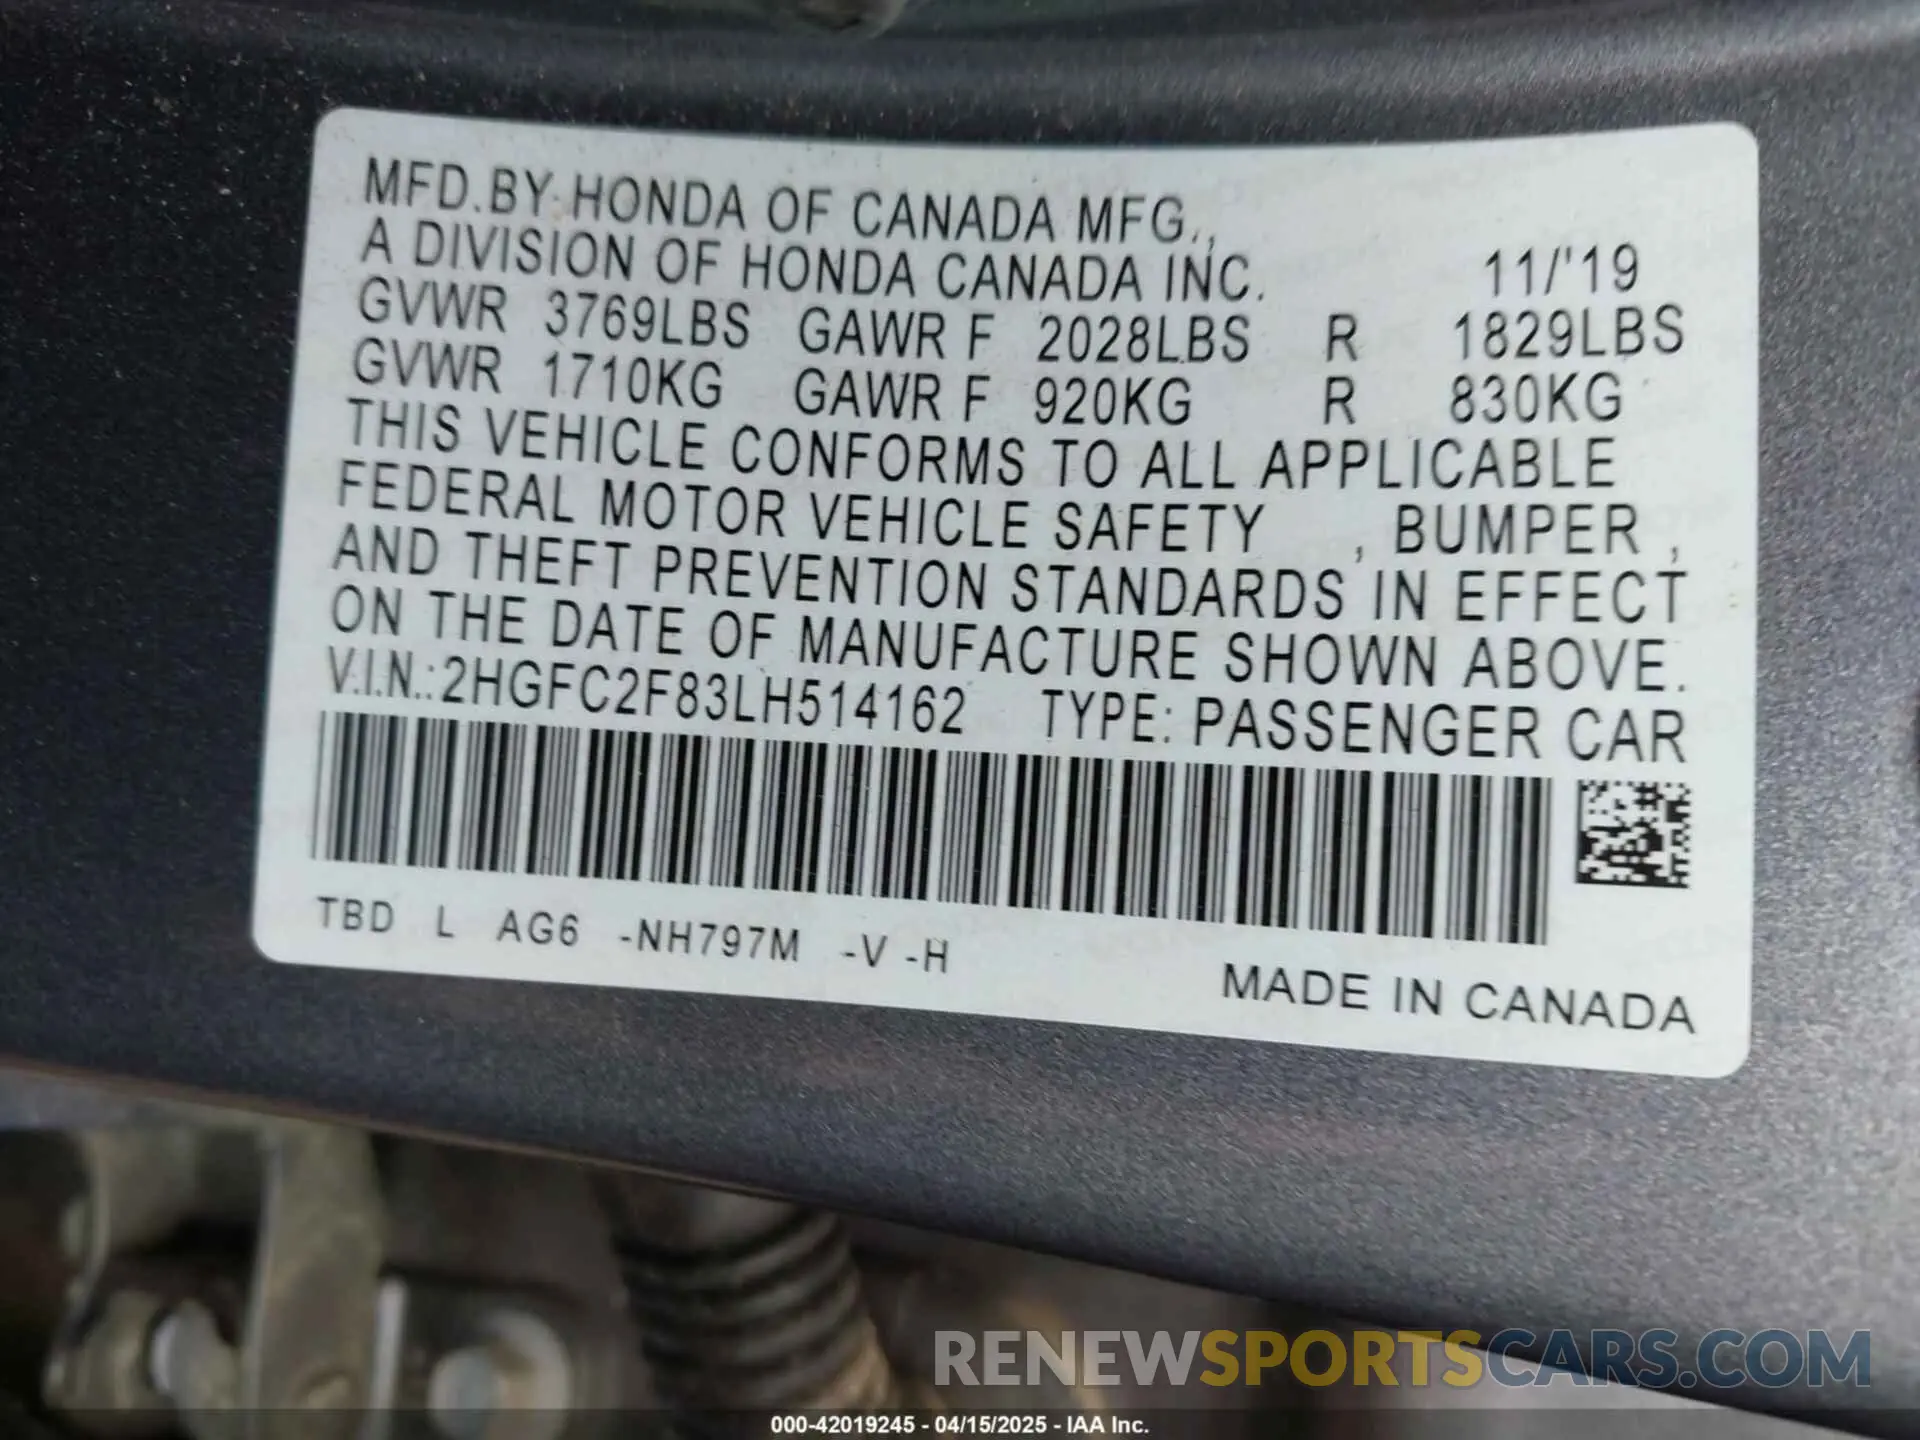 MFD.BY HONDA OF CANADA MFG.,
A DIVISION OF HONDA CANADA INC. 11/'19
GVWR 3769LBS GAWR F 2028LBS R 1829LBS
GVWR 1710KG GAWR F 920KG R 830KG
THIS VEHICLE CONFORMS TO ALL APPLICABLE
FEDERAL MOTOR VEHICLE SAFETY , BUMPER ,
AND THEFT PREVENTION STANDARDS IN EFFECT
ON THE DATE OF MANUFACTURE SHOWN ABOVE.
V.I.N.:2HGFC2F83LH514162 TYPE: PASSENGER CAR
TBD L AG6 -NH797M -V -H
MADE IN CANADA
RENEWSPORTSCARS.COM
000-42019245 - 04/15/2025 - IAA Inc.